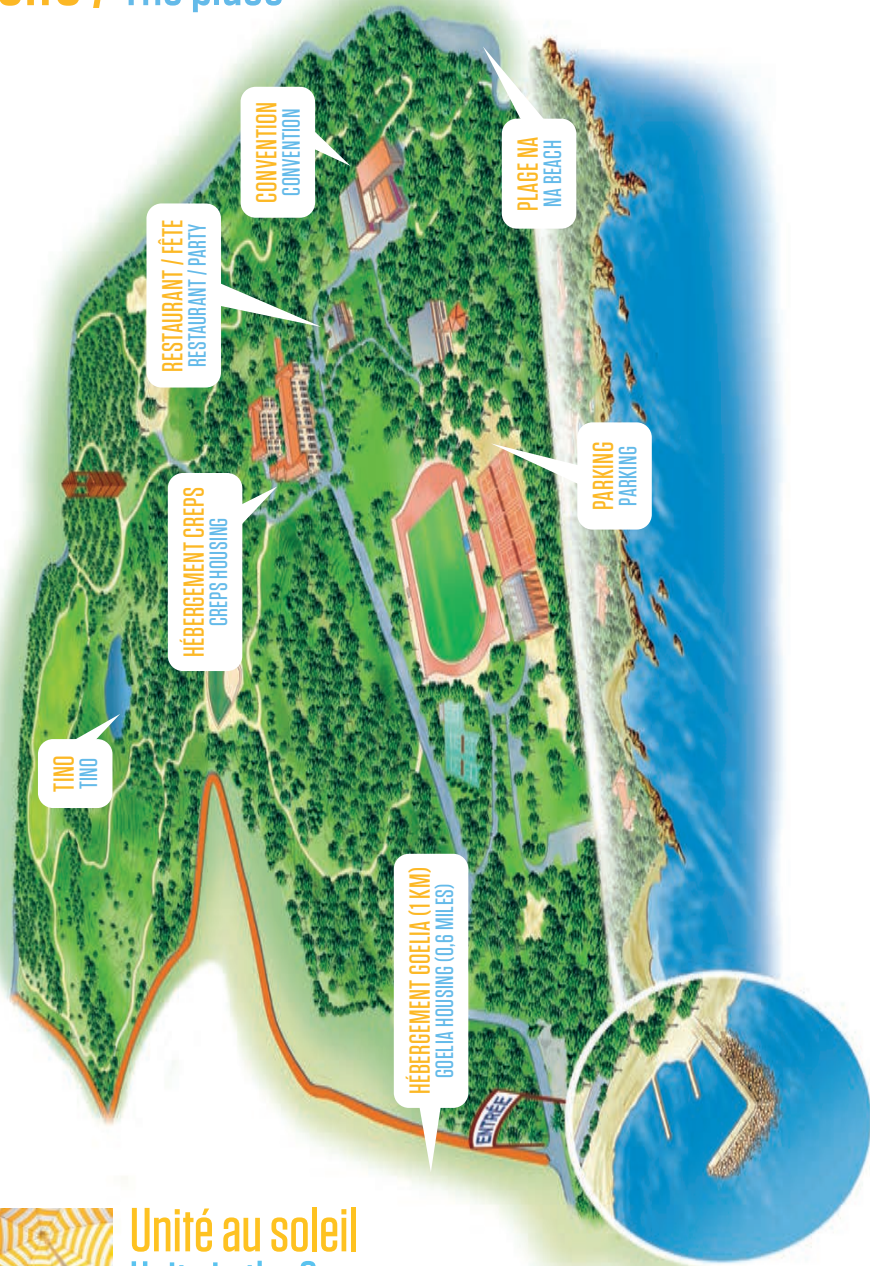 / The place
CONVENTION
CONVENTION
PLAGE NA
NA BEACH
RESTAURANT / FÊTE
RESTAURANT / PARTY
HÉBERGEMENT CREPS
CREPS HOUSING
PARKING
PARKING
TINO
TINO
HÉBERGEMENT GOELIA (1 KM)
GOELIA HOUSING (0,6 MILES)
ENTRÉE
Unité au soleil